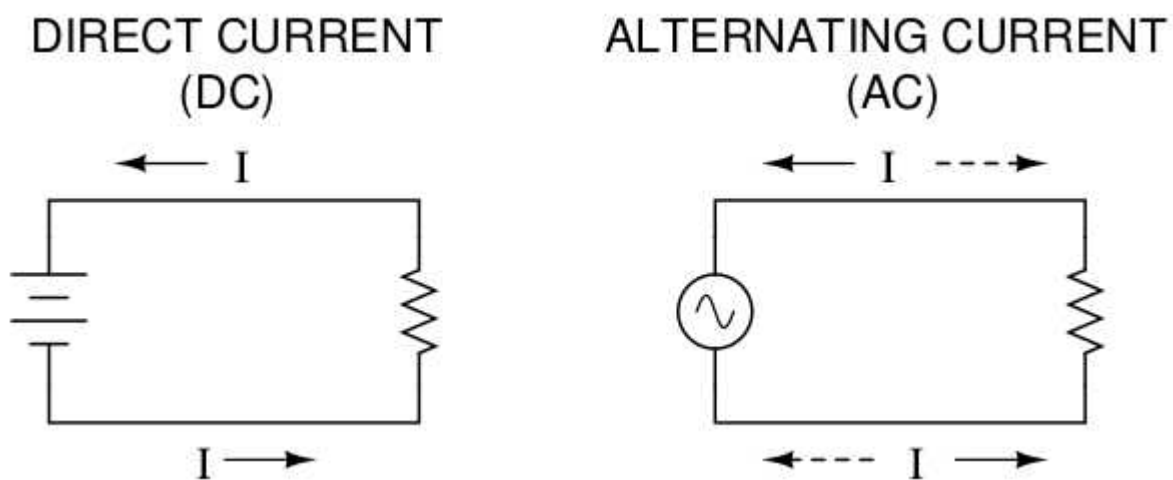 DIRECT CURRENT
(DC)
I
I
ALTERNATING CURRENT
(AC)
I
I